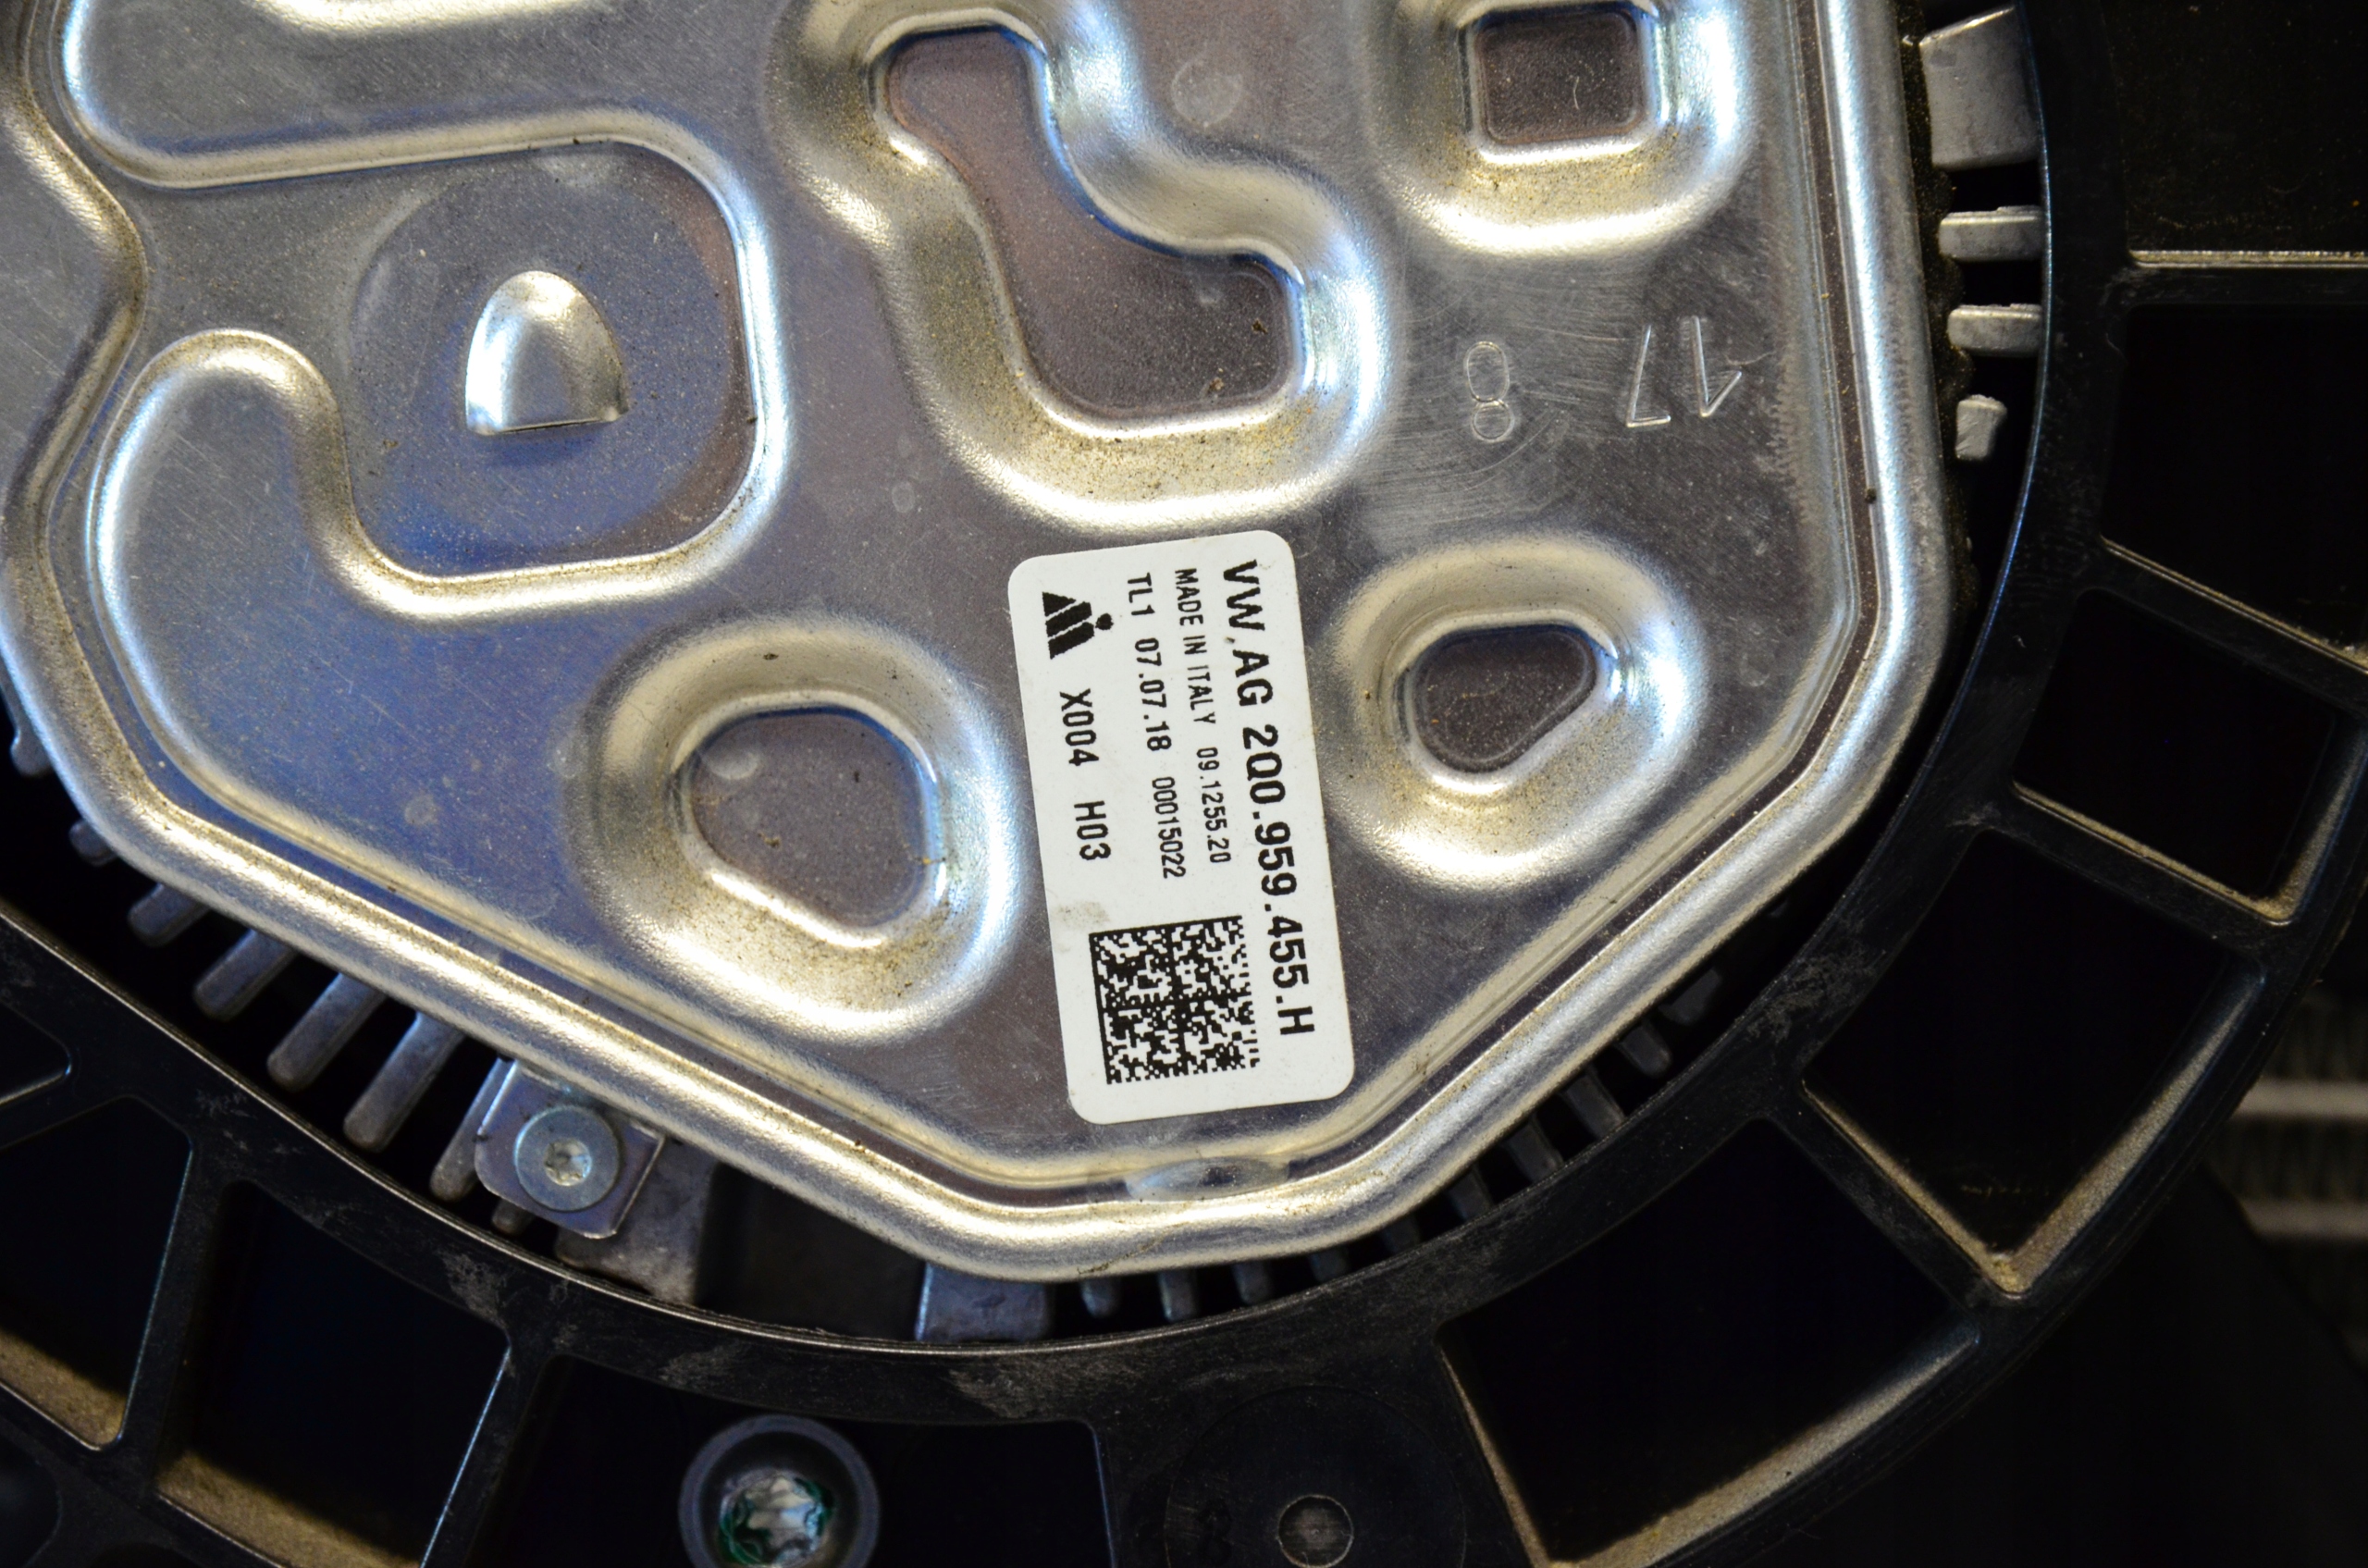 VW.AG 2Q0.959.455.H
MADE IN ITALY 09.1255.20
TL1 07.07.18 00015022
X004 H03
17
8